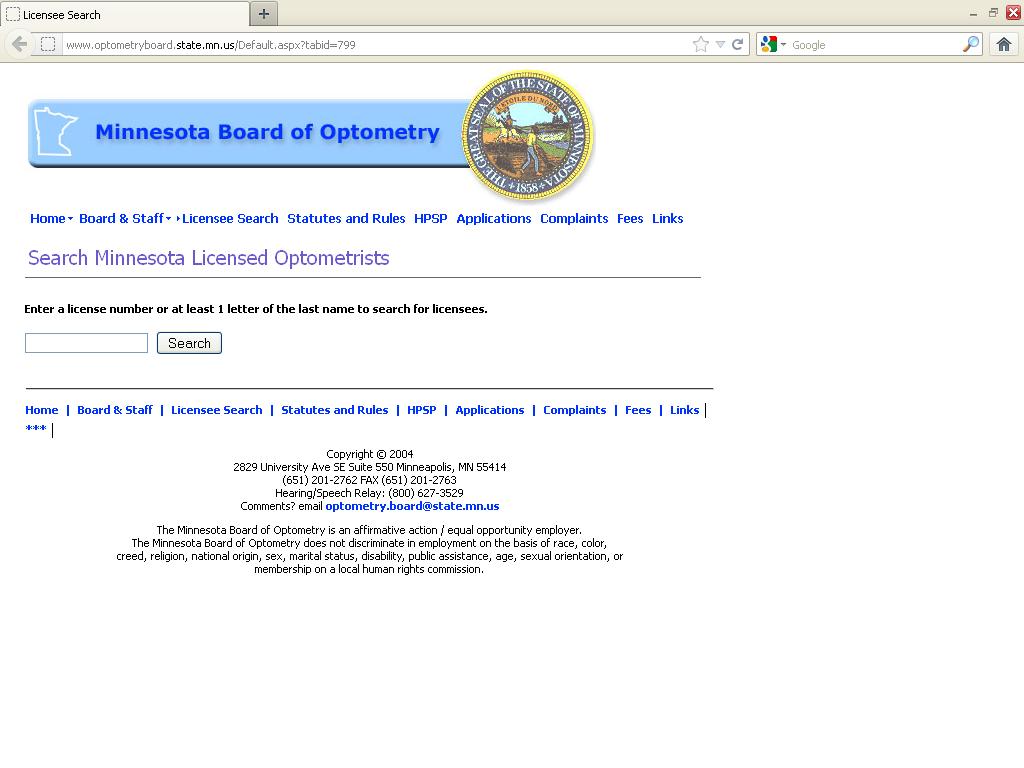 Licensee Search
www.optometryboard.state.mn.us/Default.aspx?tabid=799
Google
Minnesota Board of Optometry
THE GREAT SEAL OF THE STATE OF MINNESOTA
L'ETOILE DU NORD
1858
Home Board & Staff Licensee Search Statutes and Rules HPSP Applications Complaints Fees Links
Search Minnesota Licensed Optometrists
Enter a license number or at least 1 letter of the last name to search for licensees.
Search
Home | Board & Staff | Licensee Search | Statutes and Rules | HPSP | Applications | Complaints | Fees | Links |
*** |
Copyright © 2004
2829 University Ave SE Suite 550 Minneapolis, MN 55414
(651) 201-2762 FAX (651) 201-2763
Hearing/Speech Relay: (800) 627-3529
Comments? email optometry.board@state.mn.us
The Minnesota Board of Optometry is an affirmative action / equal opportunity employer.
The Minnesota Board of Optometry does not discriminate in employment on the basis of race, color,
creed, religion, national origin, sex, marital status, disability, public assistance, age, sexual orientation, or
membership on a local human rights commission.